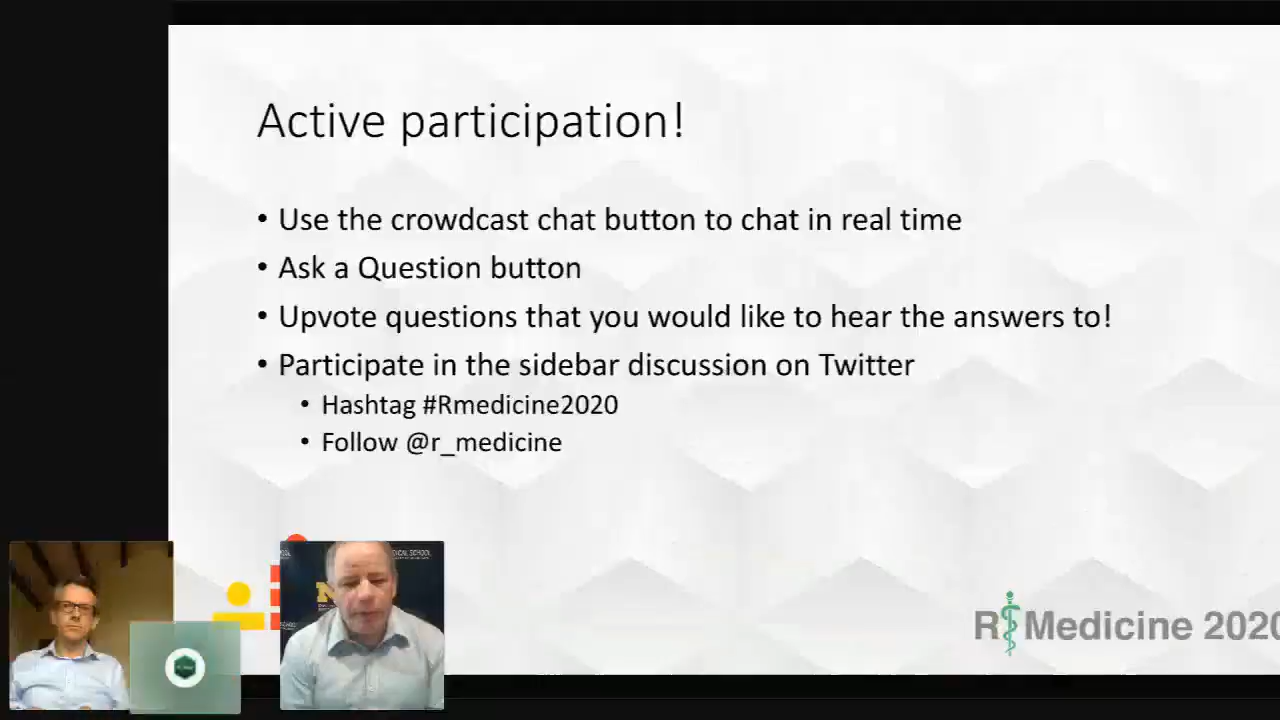 Active participation!
• Use the crowdcast chat button to chat in real time
• Ask a Question button
• Upvote questions that you would like to hear the answers to!
• Participate in the sidebar discussion on Twitter
• Hashtag #Rmedicine2020
• Follow @r_medicine
DICAL SCHOOL
R Medicine 2020